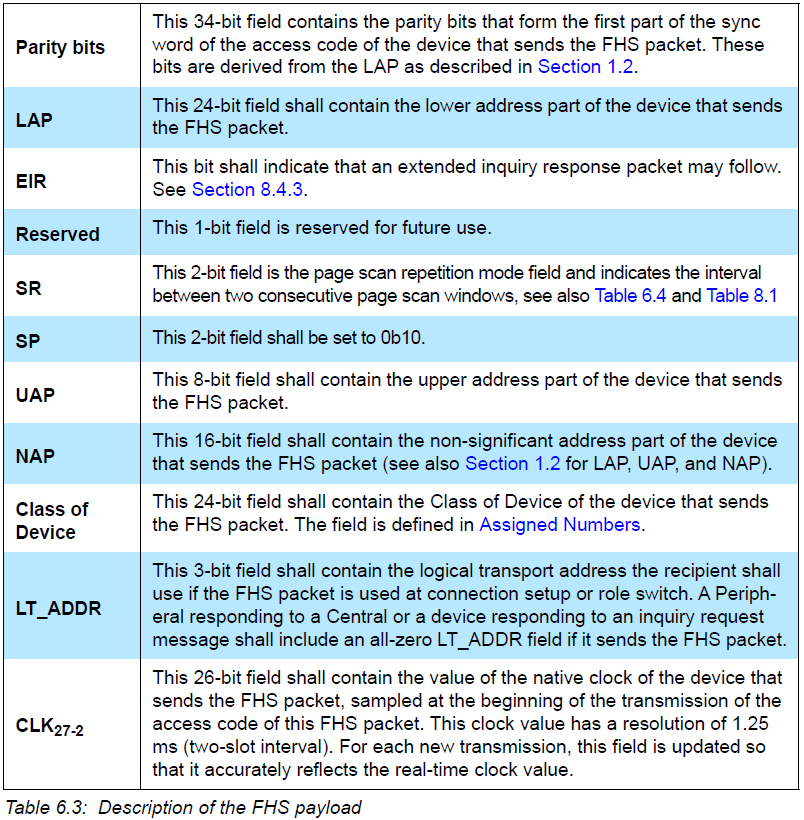 Parity bits
This 34-bit field contains the parity bits that form the first part of the sync
word of the access code of the device that sends the FHS packet. These
bits are derived from the LAP as described in Section 1.2.
LAP
This 24-bit field shall contain the lower address part of the device that sends
the FHS packet.
EIR
This bit shall indicate that an extended inquiry response packet may follow.
See Section 8.4.3.
Reserved
This 1-bit field is reserved for future use.
SR
This 2-bit field is the page scan repetition mode field and indicates the interval
between two consecutive page scan windows, see also Table 6.4 and Table 8.1
SP
This 2-bit field shall be set to 0b10.
UAP
This 8-bit field shall contain the upper address part of the device that sends
the FHS packet.
NAP
This 16-bit field shall contain the non-significant address part of the device
that sends the FHS packet (see also Section 1.2 for LAP, UAP, and NAP).
Class of
Device
This 24-bit field shall contain the Class of Device of the device that sends
the FHS packet. The field is defined in Assigned Numbers.
LT_ADDR
This 3-bit field shall contain the logical transport address the recipient shall
use if the FHS packet is used at connection setup or role switch. A Periph-
eral responding to a Central or a device responding to an inquiry request
message shall include an all-zero LT_ADDR field if it sends the FHS packet.
CLK27-2
This 26-bit field shall contain the value of the native clock of the device that
sends the FHS packet, sampled at the beginning of the transmission of the
access code of this FHS packet. This clock value has a resolution of 1.25
ms (two-slot interval). For each new transmission, this field is updated so
that it accurately reflects the real-time clock value.
Table 6.3: Description of the FHS payload